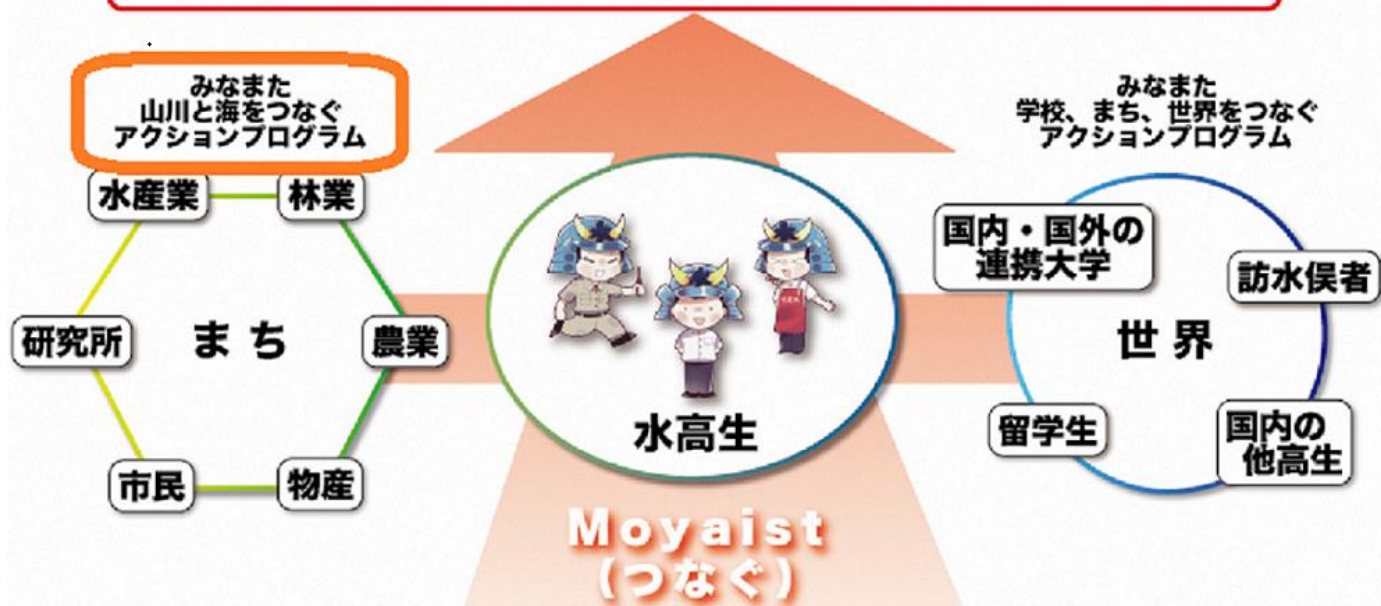 みなまた
山川と海をつなぐ
アクションプログラム
水産業
林業
研究所
まち
農業
市民
物産
水高生
Moyaist
(つなぐ)
みなまた
学校、まち、世界をつなぐ
アクションプログラム
国内・国外の
連携大学
訪水俣者
世界
留学生
国内の
他高生